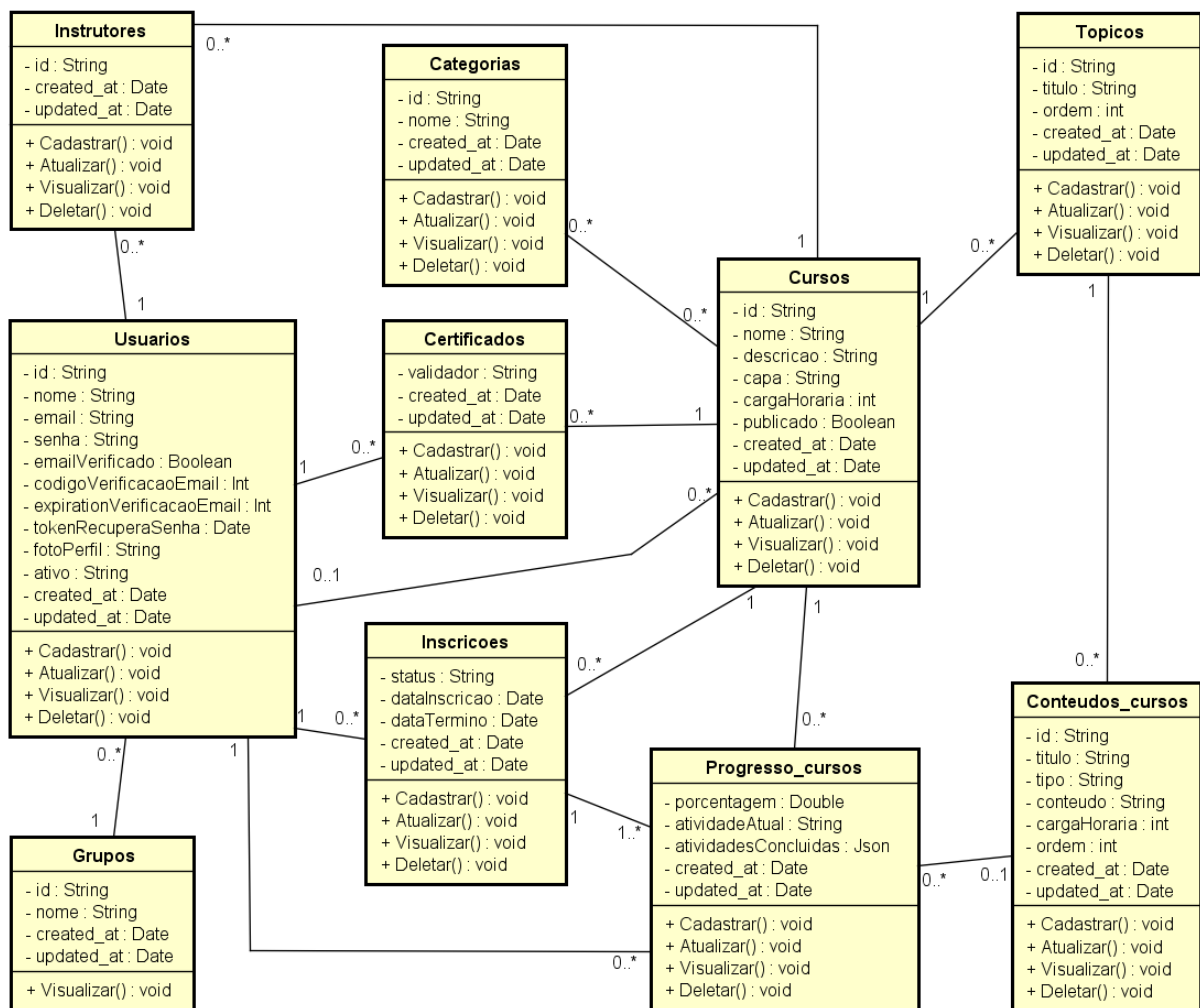 Instrutores
- id : String
- created_at : Date
- updated_at : Date
+ Cadastrar() : void
+ Atualizar() : void
+ Visualizar() : void
+ Deletar() : void
0..*
1
0..*
1
Categorias
- id : String
- nome : String
- created_at : Date
- updated_at : Date
+ Cadastrar() : void
+ Atualizar() : void
+ Visualizar() : void
+ Deletar() : void
0..*
0..*
Topicos
- id : String
- titulo : String
- ordem : int
- created_at : Date
- updated_at : Date
+ Cadastrar() : void
+ Atualizar() : void
+ Visualizar() : void
+ Deletar() : void
0..*
1
1
0..*
Usuarios
- id : String
- nome : String
- email : String
- senha : String
- emailVerificado : Boolean
- codigoVerificacaoEmail : Int
- expirationVerificacaoEmail : Int
- tokenRecuperaSenha : Date
- fotoPerfil : String
- ativo : String
- created_at : Date
- updated_at : Date
+ Cadastrar() : void
+ Atualizar() : void
+ Visualizar() : void
+ Deletar() : void
1
0..*
0..1
0..*
1
0..*
0..*
1
1
0..*
Certificados
- validador : String
- created_at : Date
- updated_at : Date
+ Cadastrar() : void
+ Atualizar() : void
+ Visualizar() : void
+ Deletar() : void
0..*
1
Cursos
- id : String
- nome : String
- descricao : String
- capa : String
- cargaHoraria : int
- publicado : Boolean
- created_at : Date
- updated_at : Date
+ Cadastrar() : void
+ Atualizar() : void
+ Visualizar() : void
+ Deletar() : void
1
0..*
1
0..*
Inscricoes
- status : String
- dataInscricao : Date
- dataTermino : Date
- created_at : Date
- updated_at : Date
+ Cadastrar() : void
+ Atualizar() : void
+ Visualizar() : void
+ Deletar() : void
1
1..*
Progresso_cursos
- porcentagem : Double
- atividadeAtual : String
- atividadesConcluidas : Json
- created_at : Date
- updated_at : Date
+ Cadastrar() : void
+ Atualizar() : void
+ Visualizar() : void
+ Deletar() : void
0..*
0..1
Conteudos_cursos
- id : String
- titulo : String
- tipo : String
- conteudo : String
- cargaHoraria : int
- ordem : int
- created_at : Date
- updated_at : Date
+ Cadastrar() : void
+ Atualizar() : void
+ Visualizar() : void
+ Deletar() : void
Grupos
- id : String
- nome : String
- created_at : Date
- updated_at : Date
+ Visualizar() : void